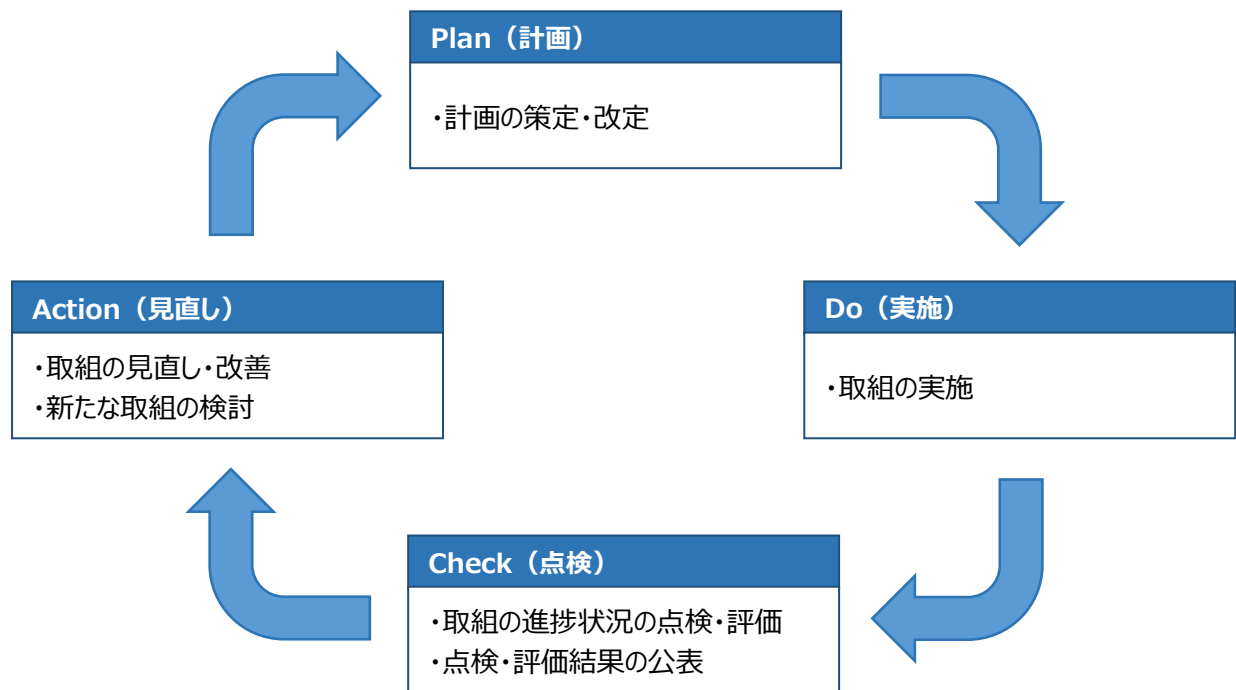 Plan（計画）
・計画の策定・改定
Action（見直し）
・取組の見直し・改善
・新たな取組の検討
Do（実施）
・取組の実施
Check（点検）
・取組の進捗状況の点検・評価
・点検・評価結果の公表